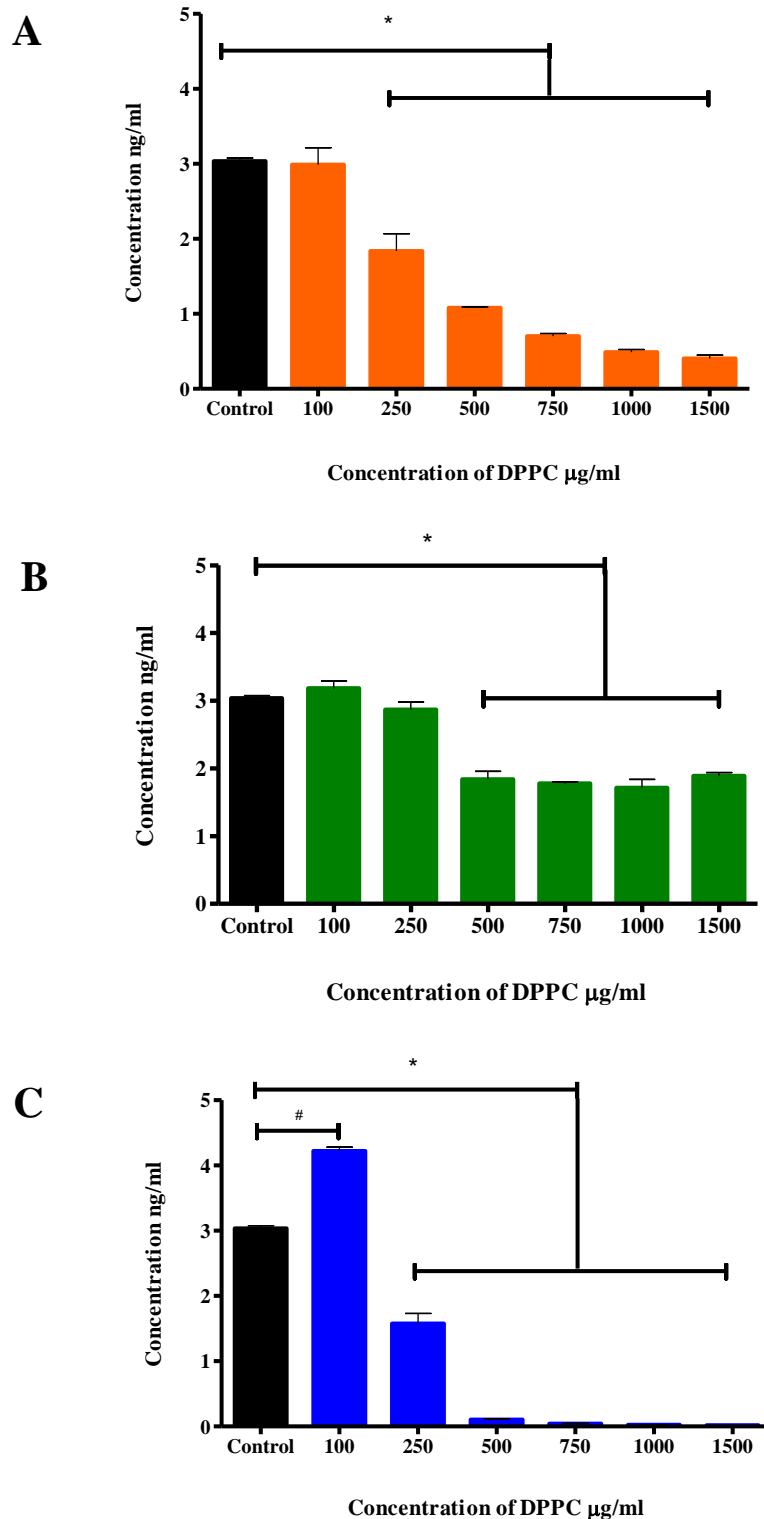 A
*
5
4
3
2
1
0
Concentration ng/ml
Control 100 250 500 750 1000 1500
Concentration of DPPC μg/ml
B
*
5
4
3
2
1
0
Concentration ng/ml
Control 100 250 500 750 1000 1500
Concentration of DPPC μg/ml
C
*
#
5
4
3
2
1
0
Concentration ng/ml
Control 100 250 500 750 1000 1500
Concentration of DPPC μg/ml